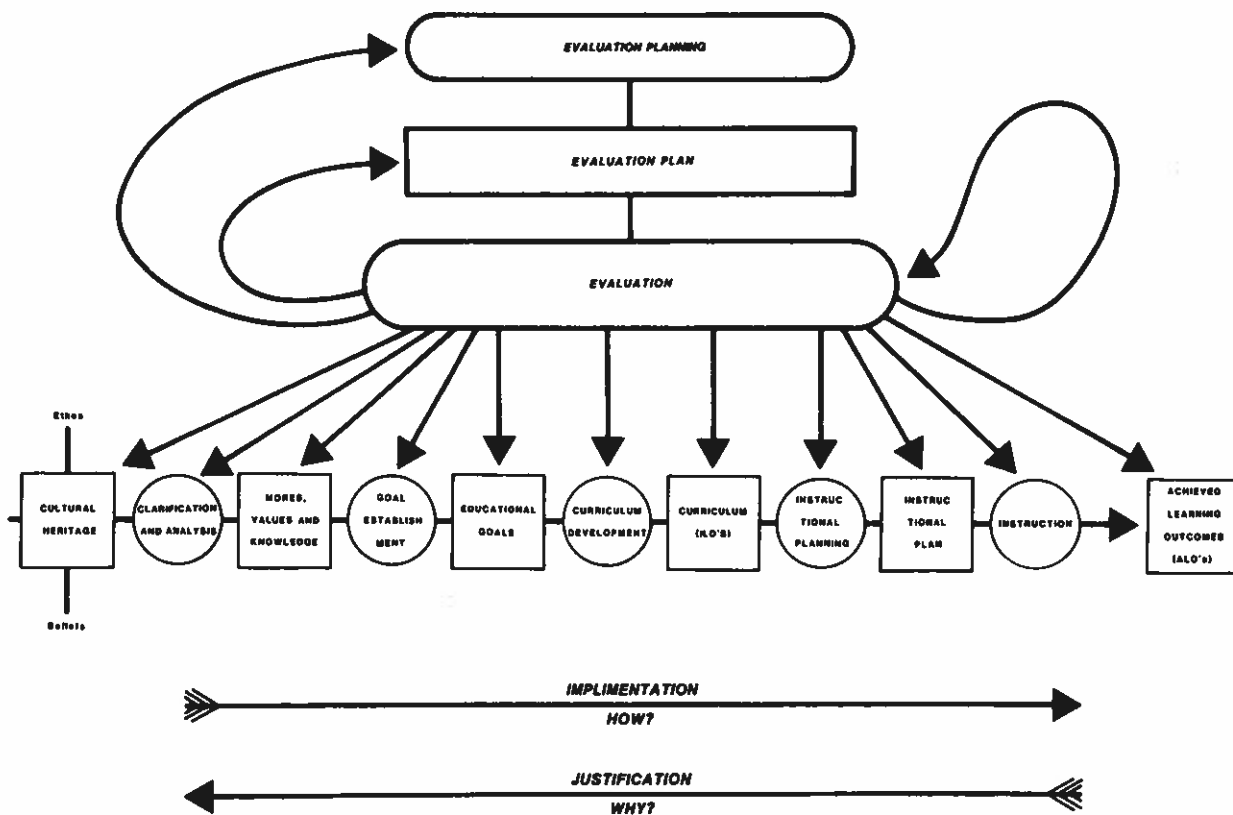 EVALUATION PLANNING
EVALUATION PLAN
EVALUATION
Ethos
CULTURAL
HERITAGE
CLARIFICATION
AND ANALYSIS
MORES,
VALUES AND
KNOWLEDGE
GOAL
ESTABLISH
MENT
EDUCATIONAL
GOALS
CURRICULUM
DEVELOPMENT
CURRICULUM
(ILO'S)
INSTRUC
TIONAL
PLANNING
INSTRUC
TIONAL
PLAN
INSTRUCTION
ACHIEVED
LEARNING
OUTCOMES
(ALO's)
Beliefs
IMPLIMENTATION
HOW?
JUSTIFICATION
WHY?